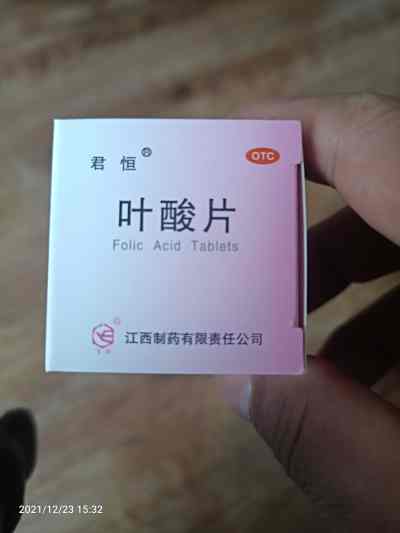 君恒®
OTC
叶酸片
Folic Acid Tablets
江西制药有限责任公司
2021/12/23 15:32